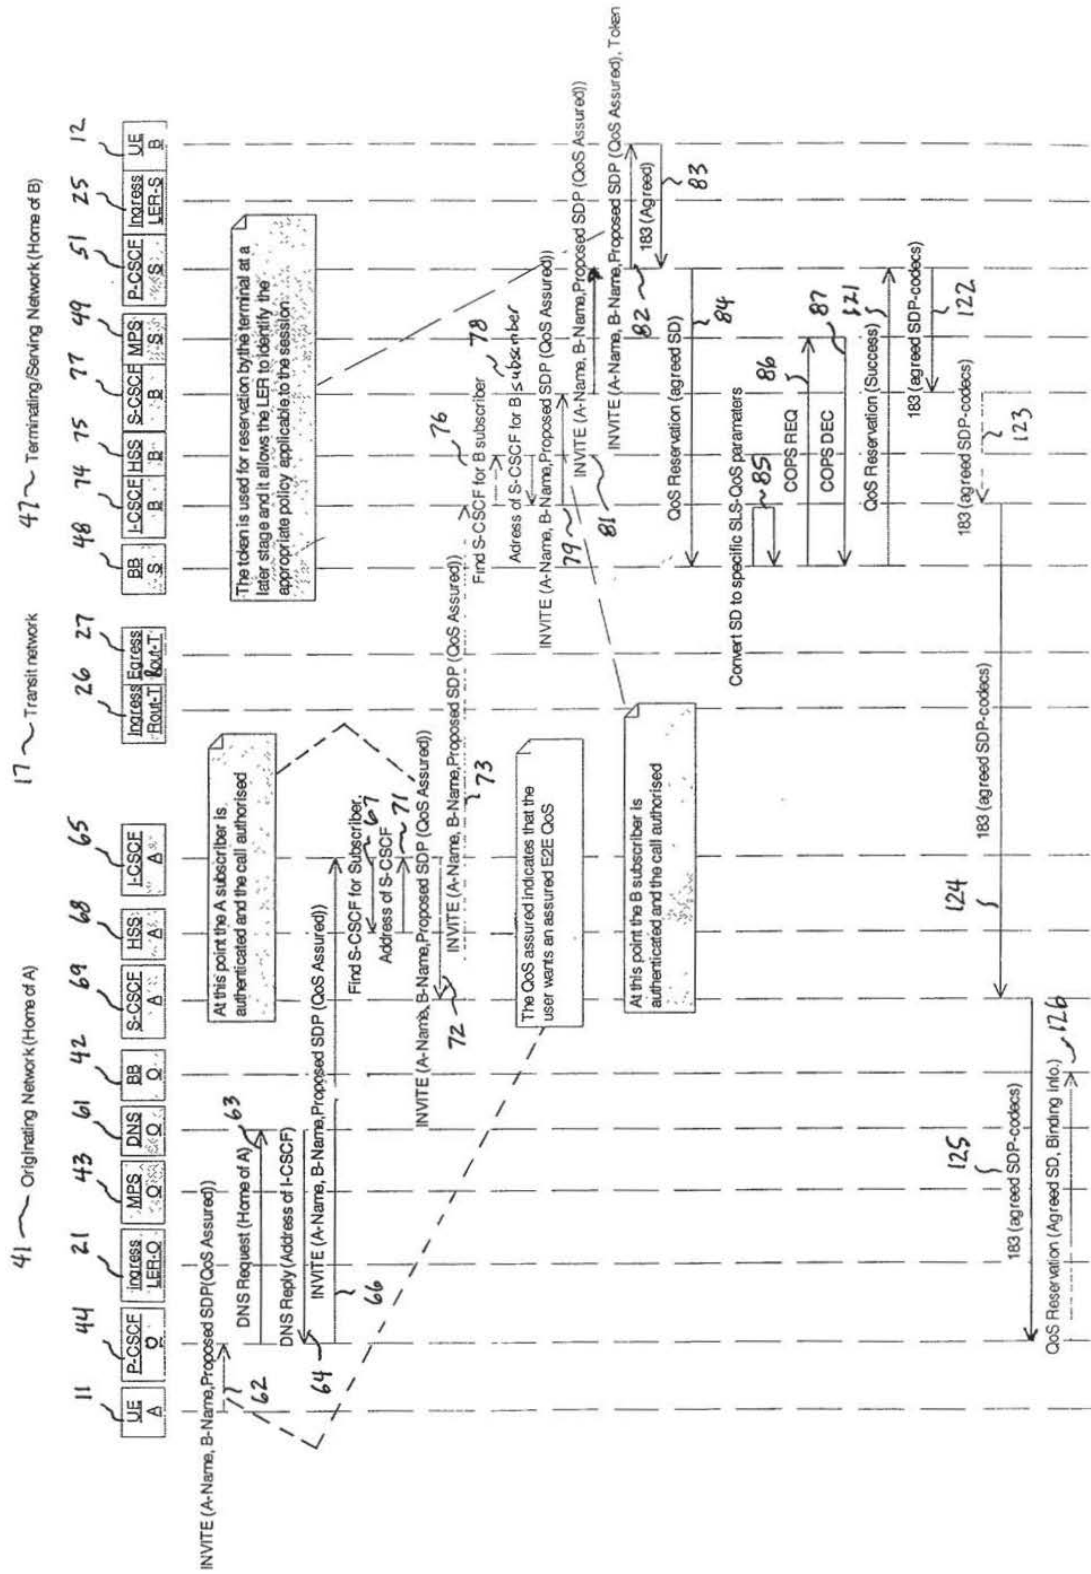 41 Originating Network (Home of A)
17 Transit network
47 Terminating/Serving Network (Home of B)
11 44 21 43 61 42 69 68 65 26 27 48 74 75 77 49 51 25 12
UE P-CSCF Ingress MPS DNS BB S-CSCF HSS I-CSCF Ingress Egress BB I-CSCF HSS S-CSCF MPS P-CSCF Ingress UE
A O LER-O O O O A A A Rout-T Rout-T S B B B S S LER-S B
INVITE (A-Name, B-Name,Proposed SDP(QoS Assured))
62
DNS Request (Home of A)
63
DNS Reply (Address of I-CSCF)
64
INVITE (A-Name, B-Name,Proposed SDP (QoS Assured))
66
At this point the A subscriber is
authenticated and the call authorised
The token is used for reservation by the terminal at a
later stage and it allows the LER to identify the
appropriate policy applicable to the session
Find S-CSCF for Subscriber,
67
Address of S-CSCF
71
INVITE (A-Name, B-Name,Proposed SDP (QoS Assured))
72
INVITE (A-Name, B-Name,Proposed SDP (QoS Assured))
73
Find S-CSCF for B subscriber
76
Adress of S-CSCF for B subscriber
78
INVITE (A-Name, B-Name,Proposed SDP (QoS Assured))
79
INVITE (A-Name, B-Name,Proposed SDP (QoS Assured))
81
INVITE (A-Name, B-Name,Proposed SDP (QoS Assured), Token
82
The QoS assured indicates that the
user wants an assured E2E QoS
At this point the B subscriber is
authenticated and the call authorised
183 (Agreed)
83
QoS Reservation (agreed SD)
84
Convert SD to specific SLS-QoS paramaters
85
COPS REQ
86
COPS DEC
87
QoS Reservation (Success)
121
183 (agreed SDP-codecs)
122
183 (agreed SDP-codecs)
123
183 (agreed SDP-codecs)
124
183 (agreed SDP-codecs)
125
QoS Reservation (Agreed SD, Binding Info.)
126